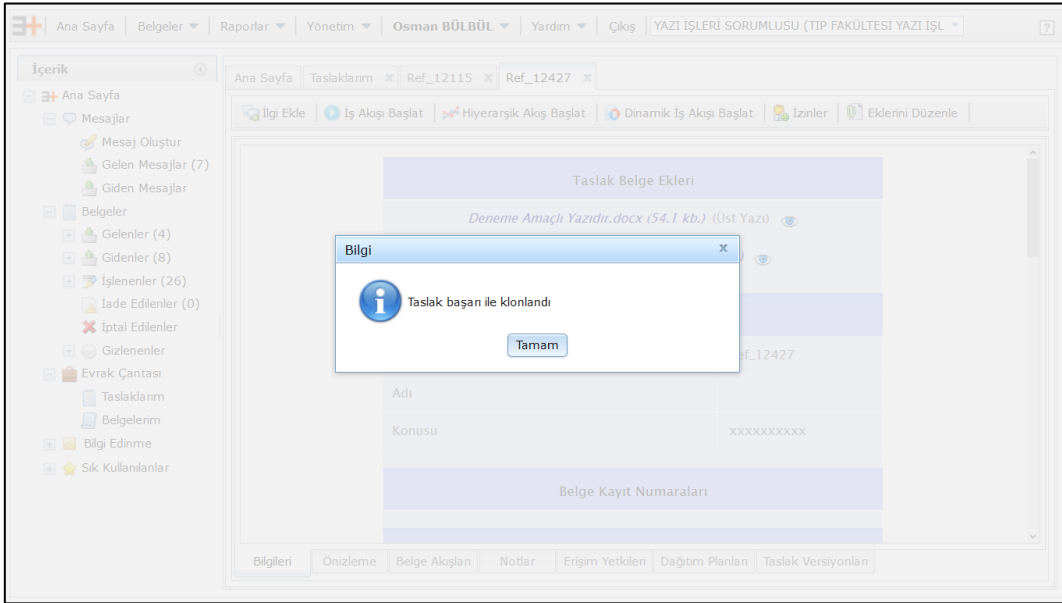 Ana Sayfa Belgeler Raporlar Yönetim Osman BÜLBÜL Yardım Çıkış YAZI İŞLERİ SORUMLUSU (TIP FAKÜLTESİ YAZI İŞL ?
İçerik
Ana Sayfa
Mesajlar
Mesaj Oluştur
Gelen Mesajlar (7)
Giden Mesajlar
Belgeler
Gelenler (4)
Gidenler (8)
İşlenenler (26)
İade Edilenler (0)
İptal Edilenler
Gizlenenler
Evrak Çantası
Taslaklarım
Belgelerim
Bilgi Edinme
Sık Kullanılanlar
Ana Sayfa Taslaklarım x Ref_12115 x Ref_12427 x
İlgi Ekle İş Akışı Başlat Hiyerarşik Akış Başlat Dinamik İş Akışı Başlat İzinler Eklerini Düzenle
Taslak Belge Ekleri
Deneme Amaçlı Yazıdır.docx (54.1 kb.) (Üst Yazı)
Bilgi x
Taslak başarı ile klonlandı
Tamam
ef_12427
Adı
Konusu xxxxxxxxxx
Belge Kayıt Numaraları
Bilgileri Önizleme Belge Akışları Notlar Erişim Yetkileri Dağıtım Planları Taslak Versiyonları